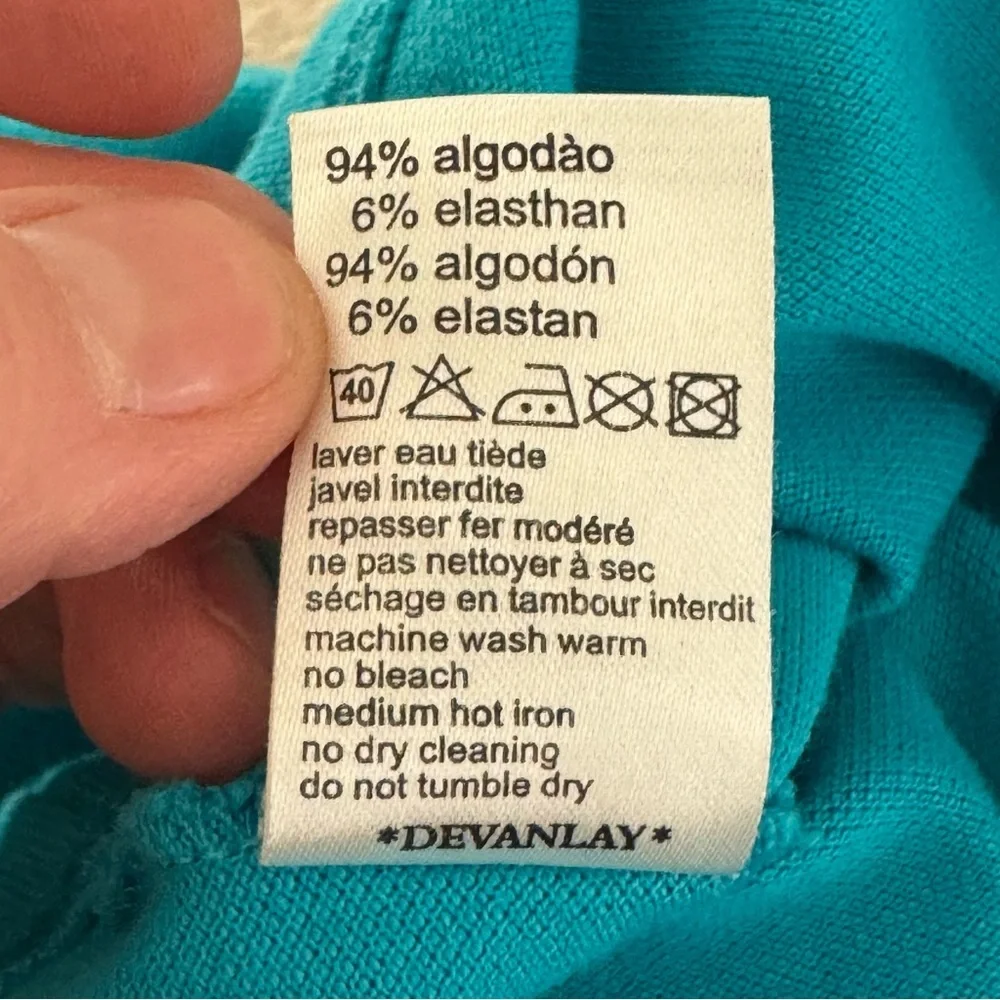 94% algodào
6% elasthan
94% algodón
6% elastan
40
laver eau tiède
javel interdite
repasser fer modéré
ne pas nettoyer à sec
séchage en tambour interdit
machine wash warm
no bleach
medium hot iron
no dry cleaning
do not tumble dry
*DEVANLAY*